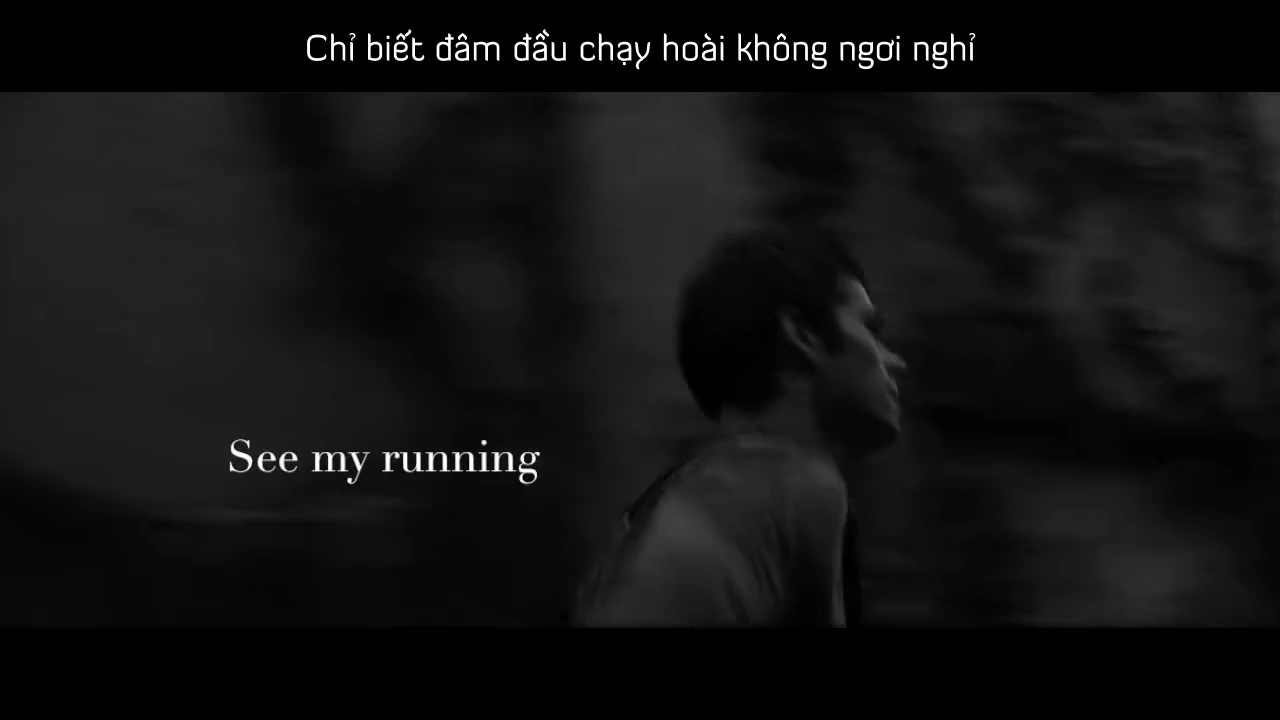 Chỉ biết đâm đầu chạy hoài không ngơi nghỉ
See my running